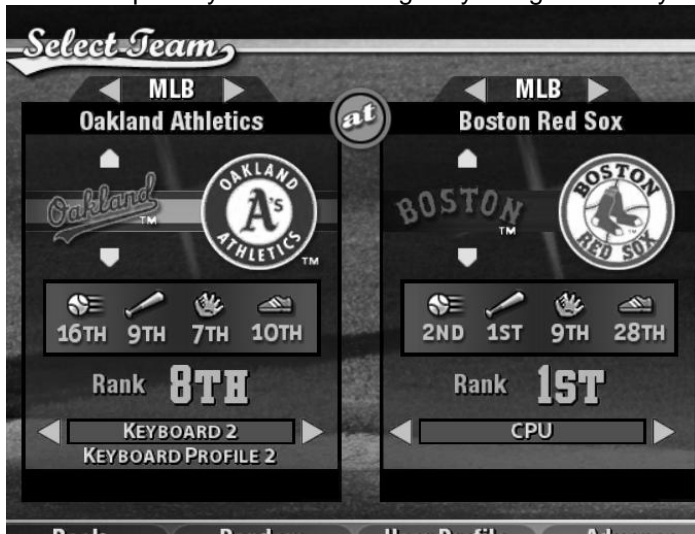 Select Team
MLB
Oakland Athletics
Oakland
TM
OAKLAND
A's
ATHLETICS
TM
16TH 9TH 7TH 10TH
Rank 8TH
KEYBOARD 2
KEYBOARD PROFILE 2
at
MLB
Boston Red Sox
BOSTON
TM
BOSTON
RED SOX
2ND 1ST 9TH 28TH
Rank 1ST
CPU